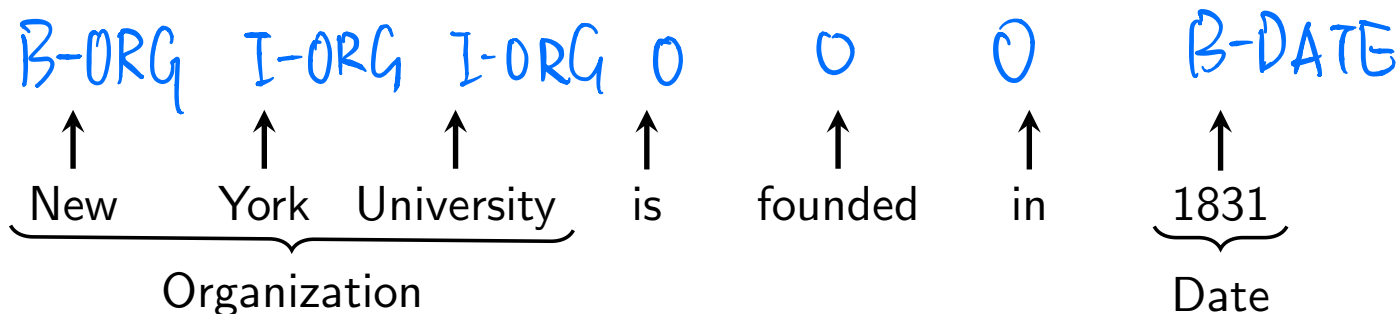 B-ORG I-ORG I-ORG O O O B-DATE
New York University is founded in 1831
Organization Date